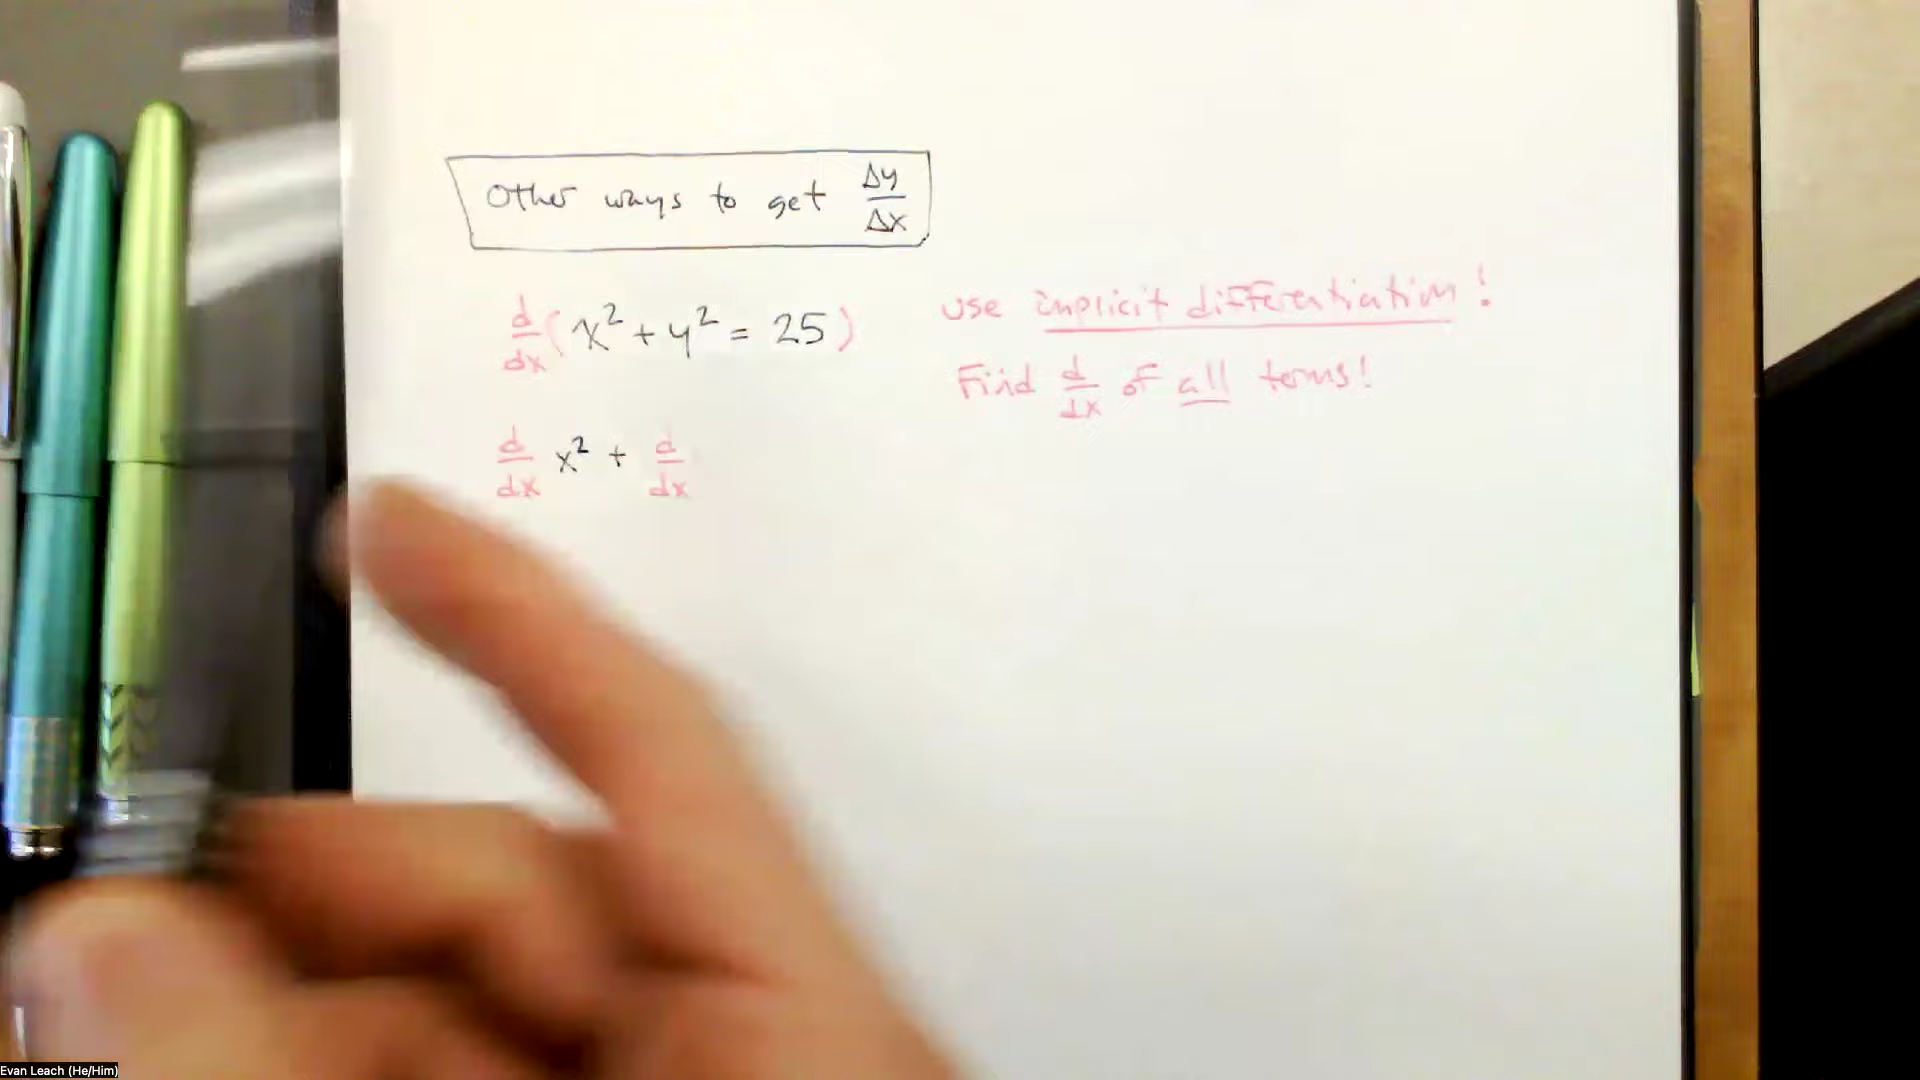 Other ways to get Δy/Δx
d/dx ( x² + y² = 25 )
use implicit differentiation!
Find d/dx of all terms!
d/dx x² + d/dx
Evan Leach (He/Him)